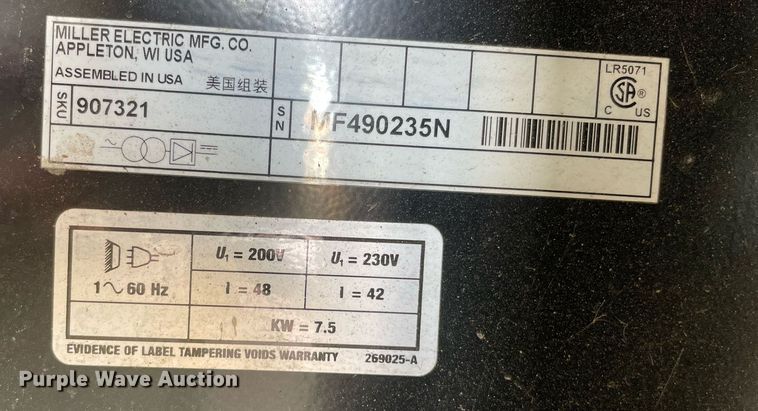 MILLER ELECTRIC MFG. CO.
APPLETON, WI USA
ASSEMBLED IN USA 美国组装
LR5071
SA ®
C US
SKU 907321 SN MF490235N
U1 = 200V U1 = 230V
1~60 Hz I = 48 I = 42
KW = 7.5
EVIDENCE OF LABEL TAMPERING VOIDS WARRANTY 269025-A
Purple Wave Auction